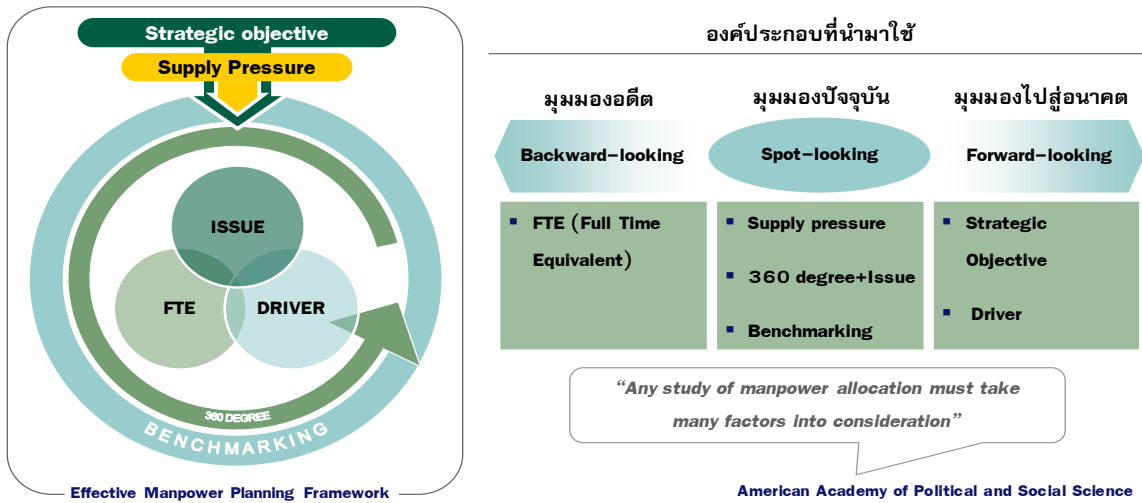 Strategic objective
Supply Pressure
ISSUE
FTE
DRIVER
360 DEGREE
BENCHMARKING
Effective Manpower Planning Framework
องค์ประกอบที่นำมาใช้
มุมมองอดีต
มุมมองปัจจุบัน
มุมมองไปสู่อนาคต
Backward-looking
Spot-looking
Forward-looking
▪ FTE (Full Time
Equivalent)
▪ Supply pressure
▪ 360 degree+Issue
▪ Benchmarking
▪ Strategic
Objective
▪ Driver
“Any study of manpower allocation must take
many factors into consideration”
American Academy of Political and Social Science